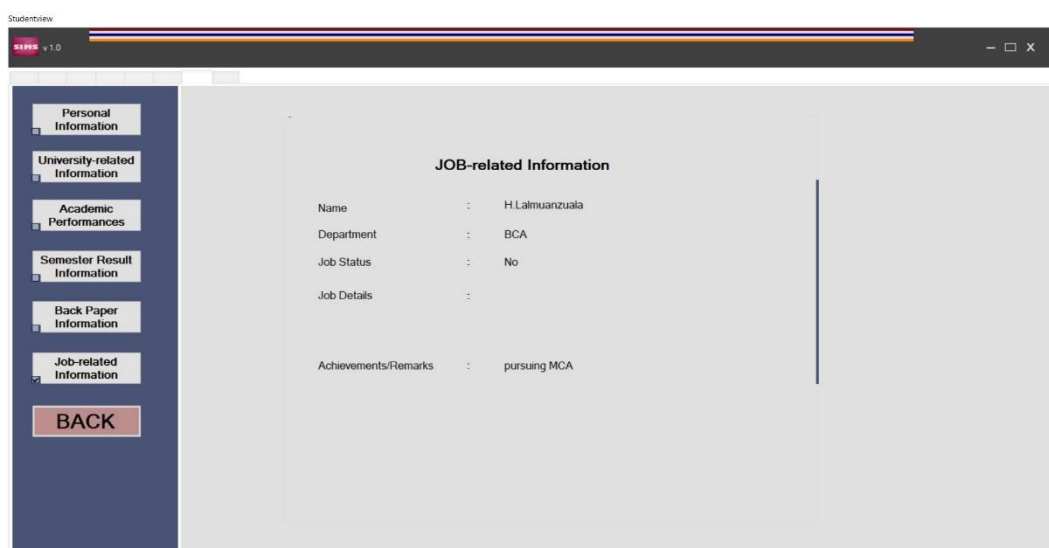 Studentview
SIMS v 1.0
Personal
Information
University-related
Information
Academic
Performances
Semester Result
Information
Back Paper
Information
Job-related
Information
BACK
JOB-related Information
Name : H.Lalmuanzuala
Department : BCA
Job Status : No
Job Details :
Achievements/Remarks : pursuing MCA